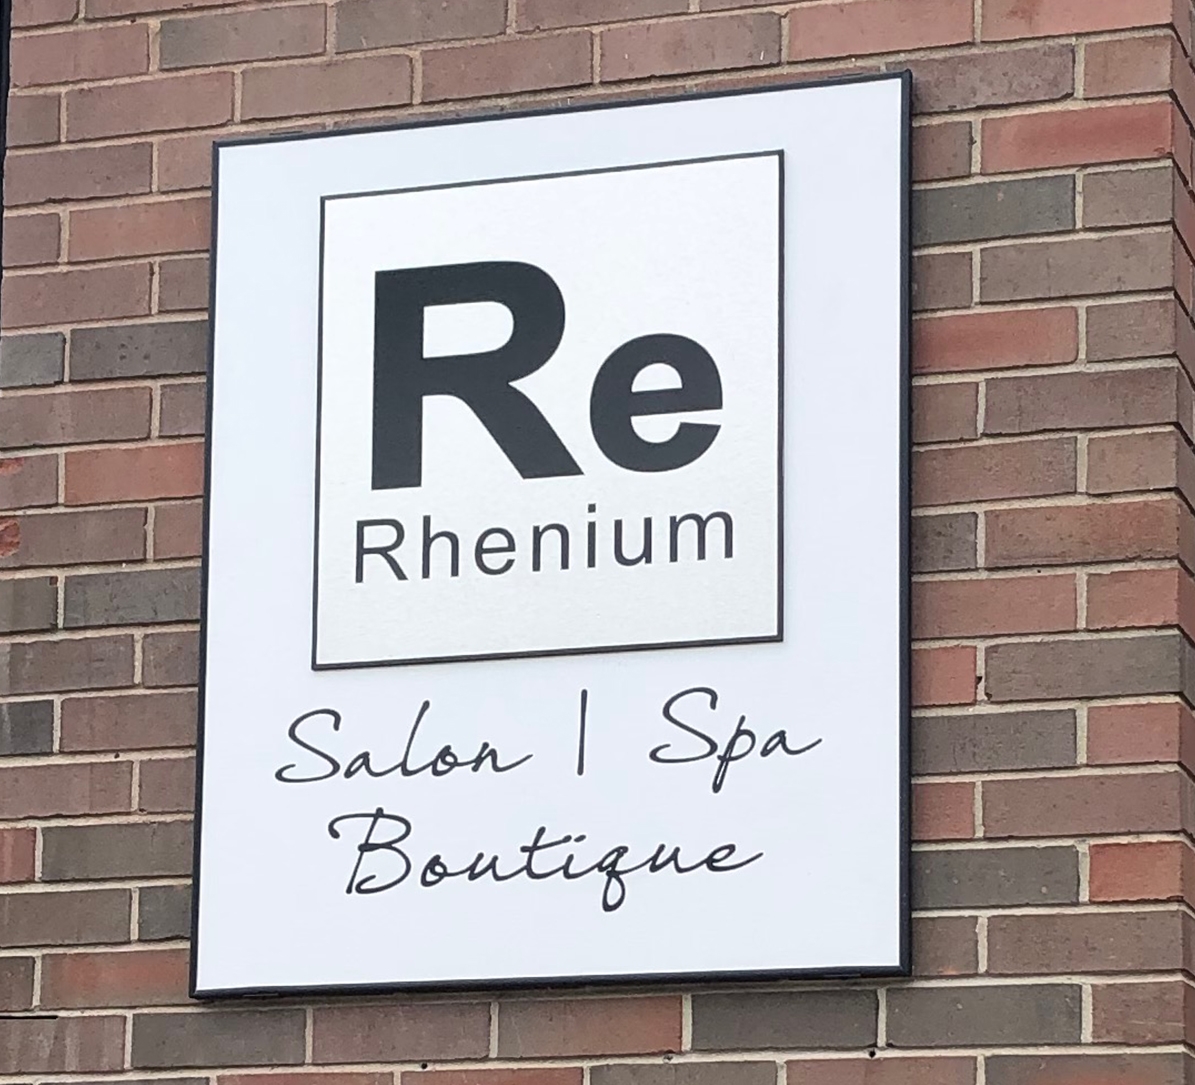 Re
Rhenium
Salon | Spa
Boutique